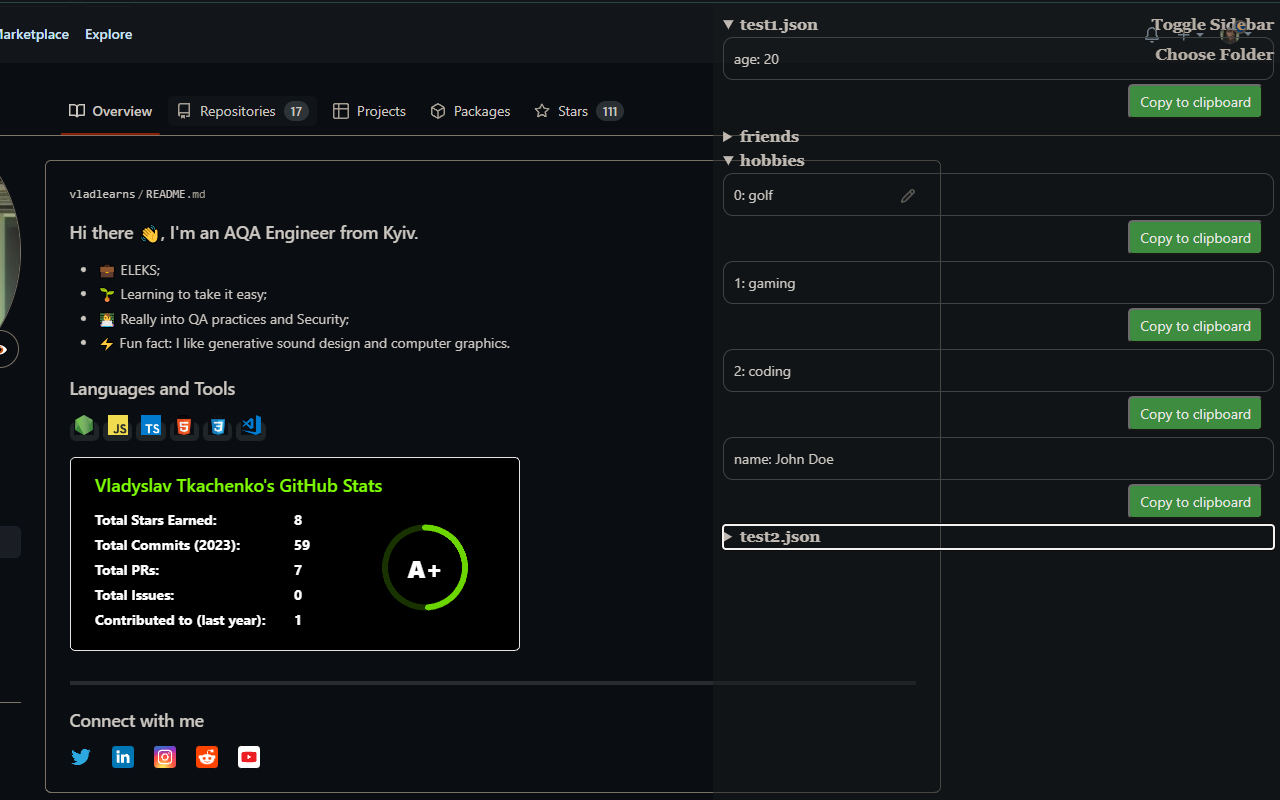 Marketplace Explore
Overview Repositories 17 Projects Packages Stars 111
vladlearns/README.md
Hi there 👋, I'm an AQA Engineer from Kyiv.
• 💼 ELEKS;
• 🌱 Learning to take it easy;
• 👨‍💻 Really into QA practices and Security;
• ⚡ Fun fact: I like generative sound design and computer graphics.
Languages and Tools
JS TS
Vladyslav Tkachenko's GitHub Stats
Total Stars Earned: 8
Total Commits (2023): 59
Total PRs: 7
Total Issues: 0
Contributed to (last year): 1
A+
Connect with me
Toggle Sidebar
Choose Folder
test1.json
age: 20
Copy to clipboard
friends
hobbies
0: golf
Copy to clipboard
1: gaming
Copy to clipboard
2: coding
Copy to clipboard
name: John Doe
Copy to clipboard
test2.json